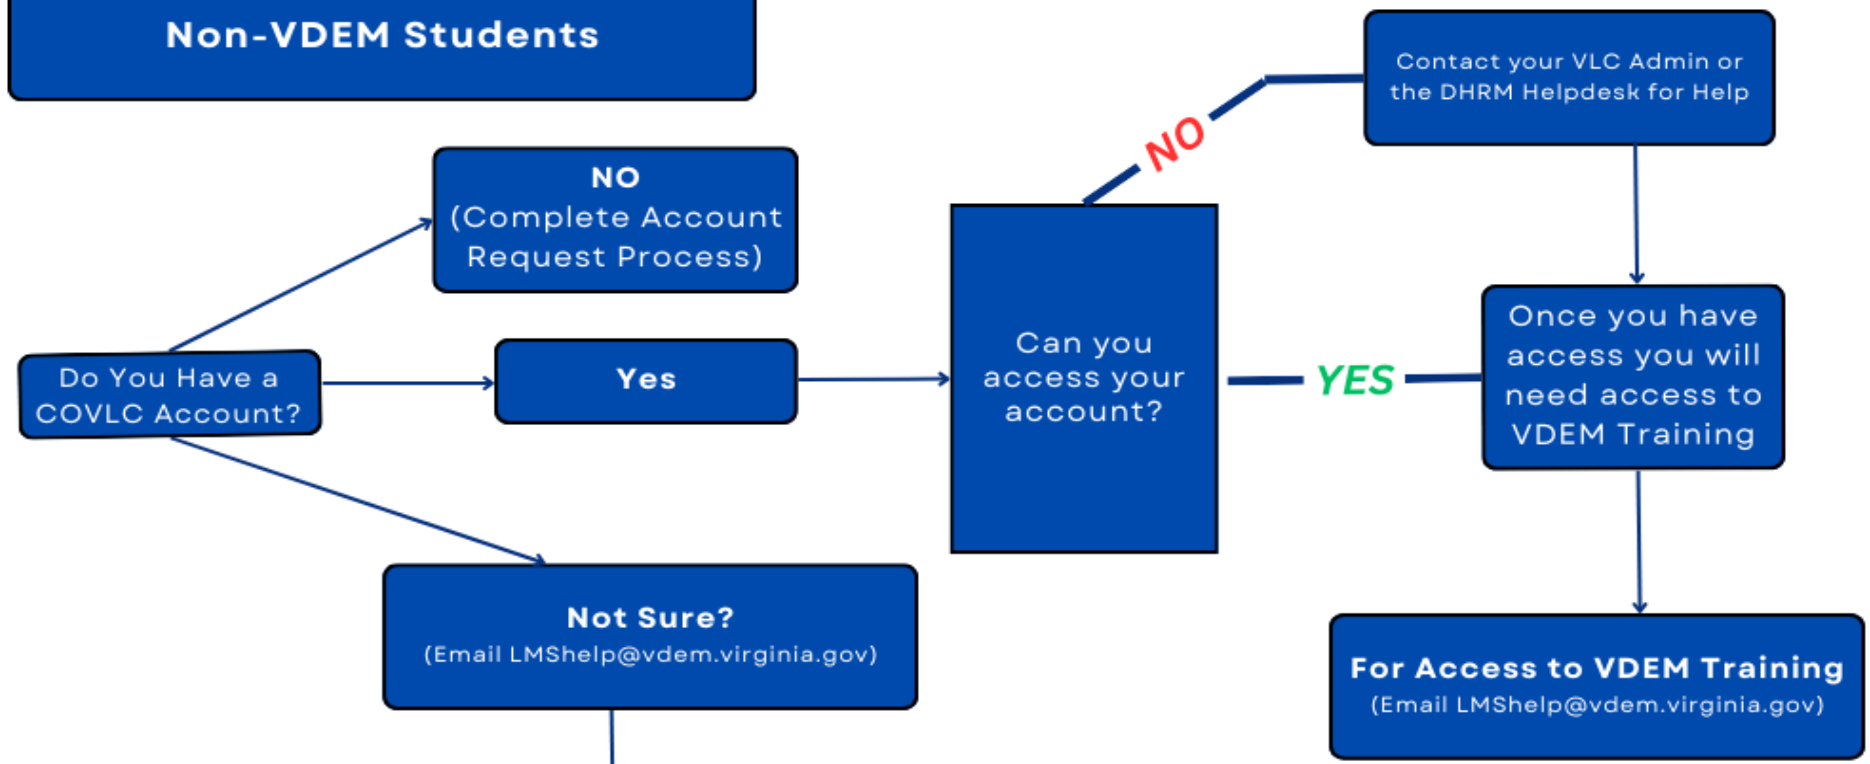 Non-VDEM Students
Contact your VLC Admin or
the DHRM Helpdesk for Help
NO
NO
(Complete Account
Request Process)
Do You Have a
COVLC Account?
Yes
Can you
access your
account?
YES
Once you have
access you will
need access to
VDEM Training
Not Sure?
(Email LMShelp@vdem.virginia.gov)
For Access to VDEM Training
(Email LMShelp@vdem.virginia.gov)